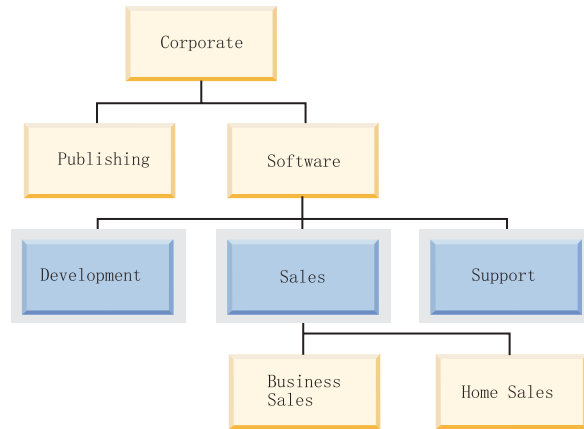 Corporate
Publishing
Software
Development
Sales
Support
Business
Sales
Home Sales